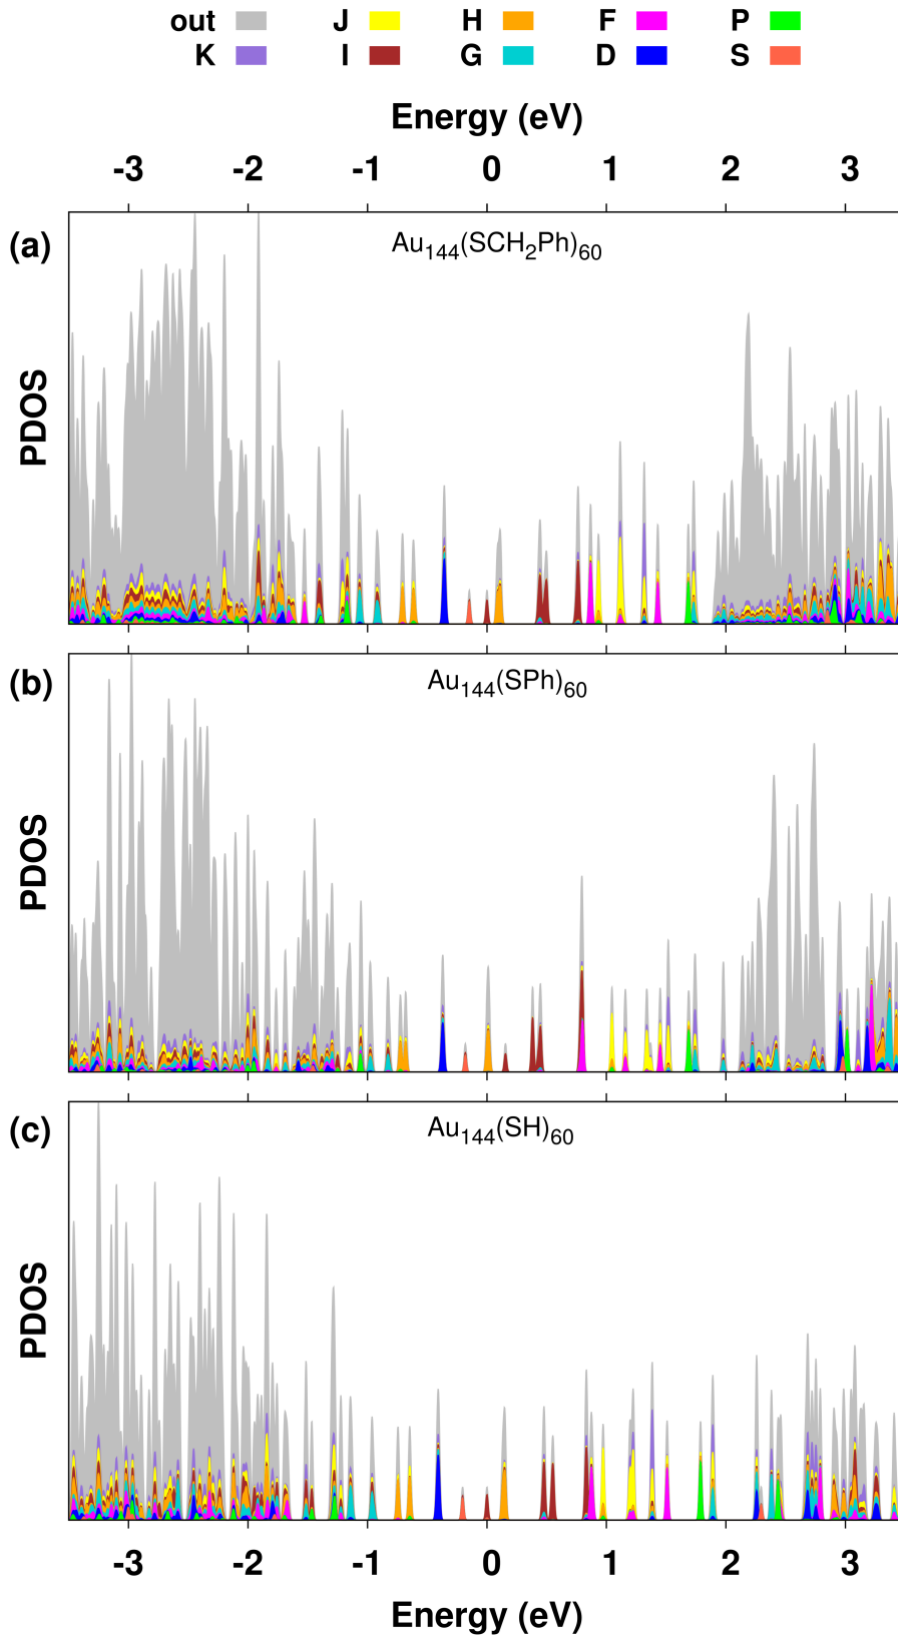 out J H F P
K I G D S
Energy (eV)
-3 -2 -1 0 1 2 3
(a)
Au144(SCH2Ph)60
PDOS
(b)
Au144(SPh)60
PDOS
(c)
Au144(SH)60
PDOS
-3 -2 -1 0 1 2 3
Energy (eV)